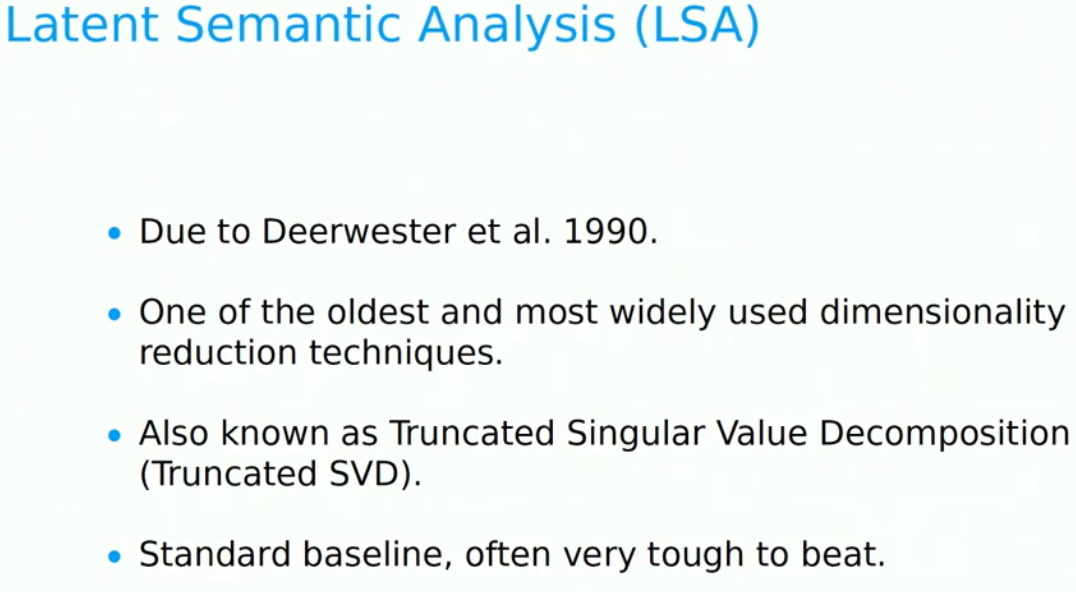 Latent Semantic Analysis (LSA)
• Due to Deerwester et al. 1990.
• One of the oldest and most widely used dimensionality
reduction techniques.
• Also known as Truncated Singular Value Decomposition
(Truncated SVD).
• Standard baseline, often very tough to beat.